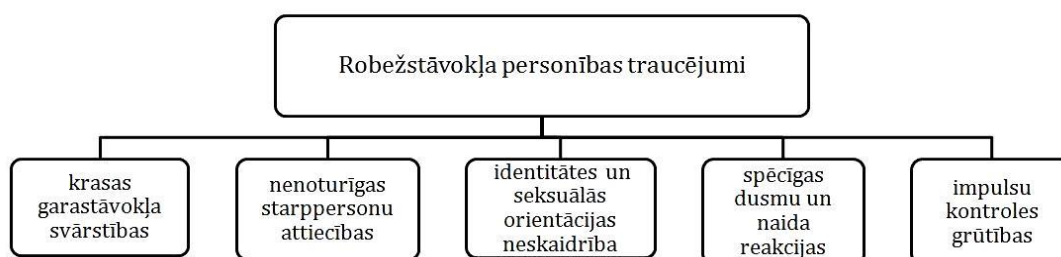 Robežstāvokļa personības traucējumi
krasas
garastāvokļa
svārstības
nenoturīgas
starppersonu
attiecības
identitātes un
seksuālās
orientācijas
neskaidrība
spēcīgas
dusmu un
naida
reakcijas
impulsu
kontroles
grūtības